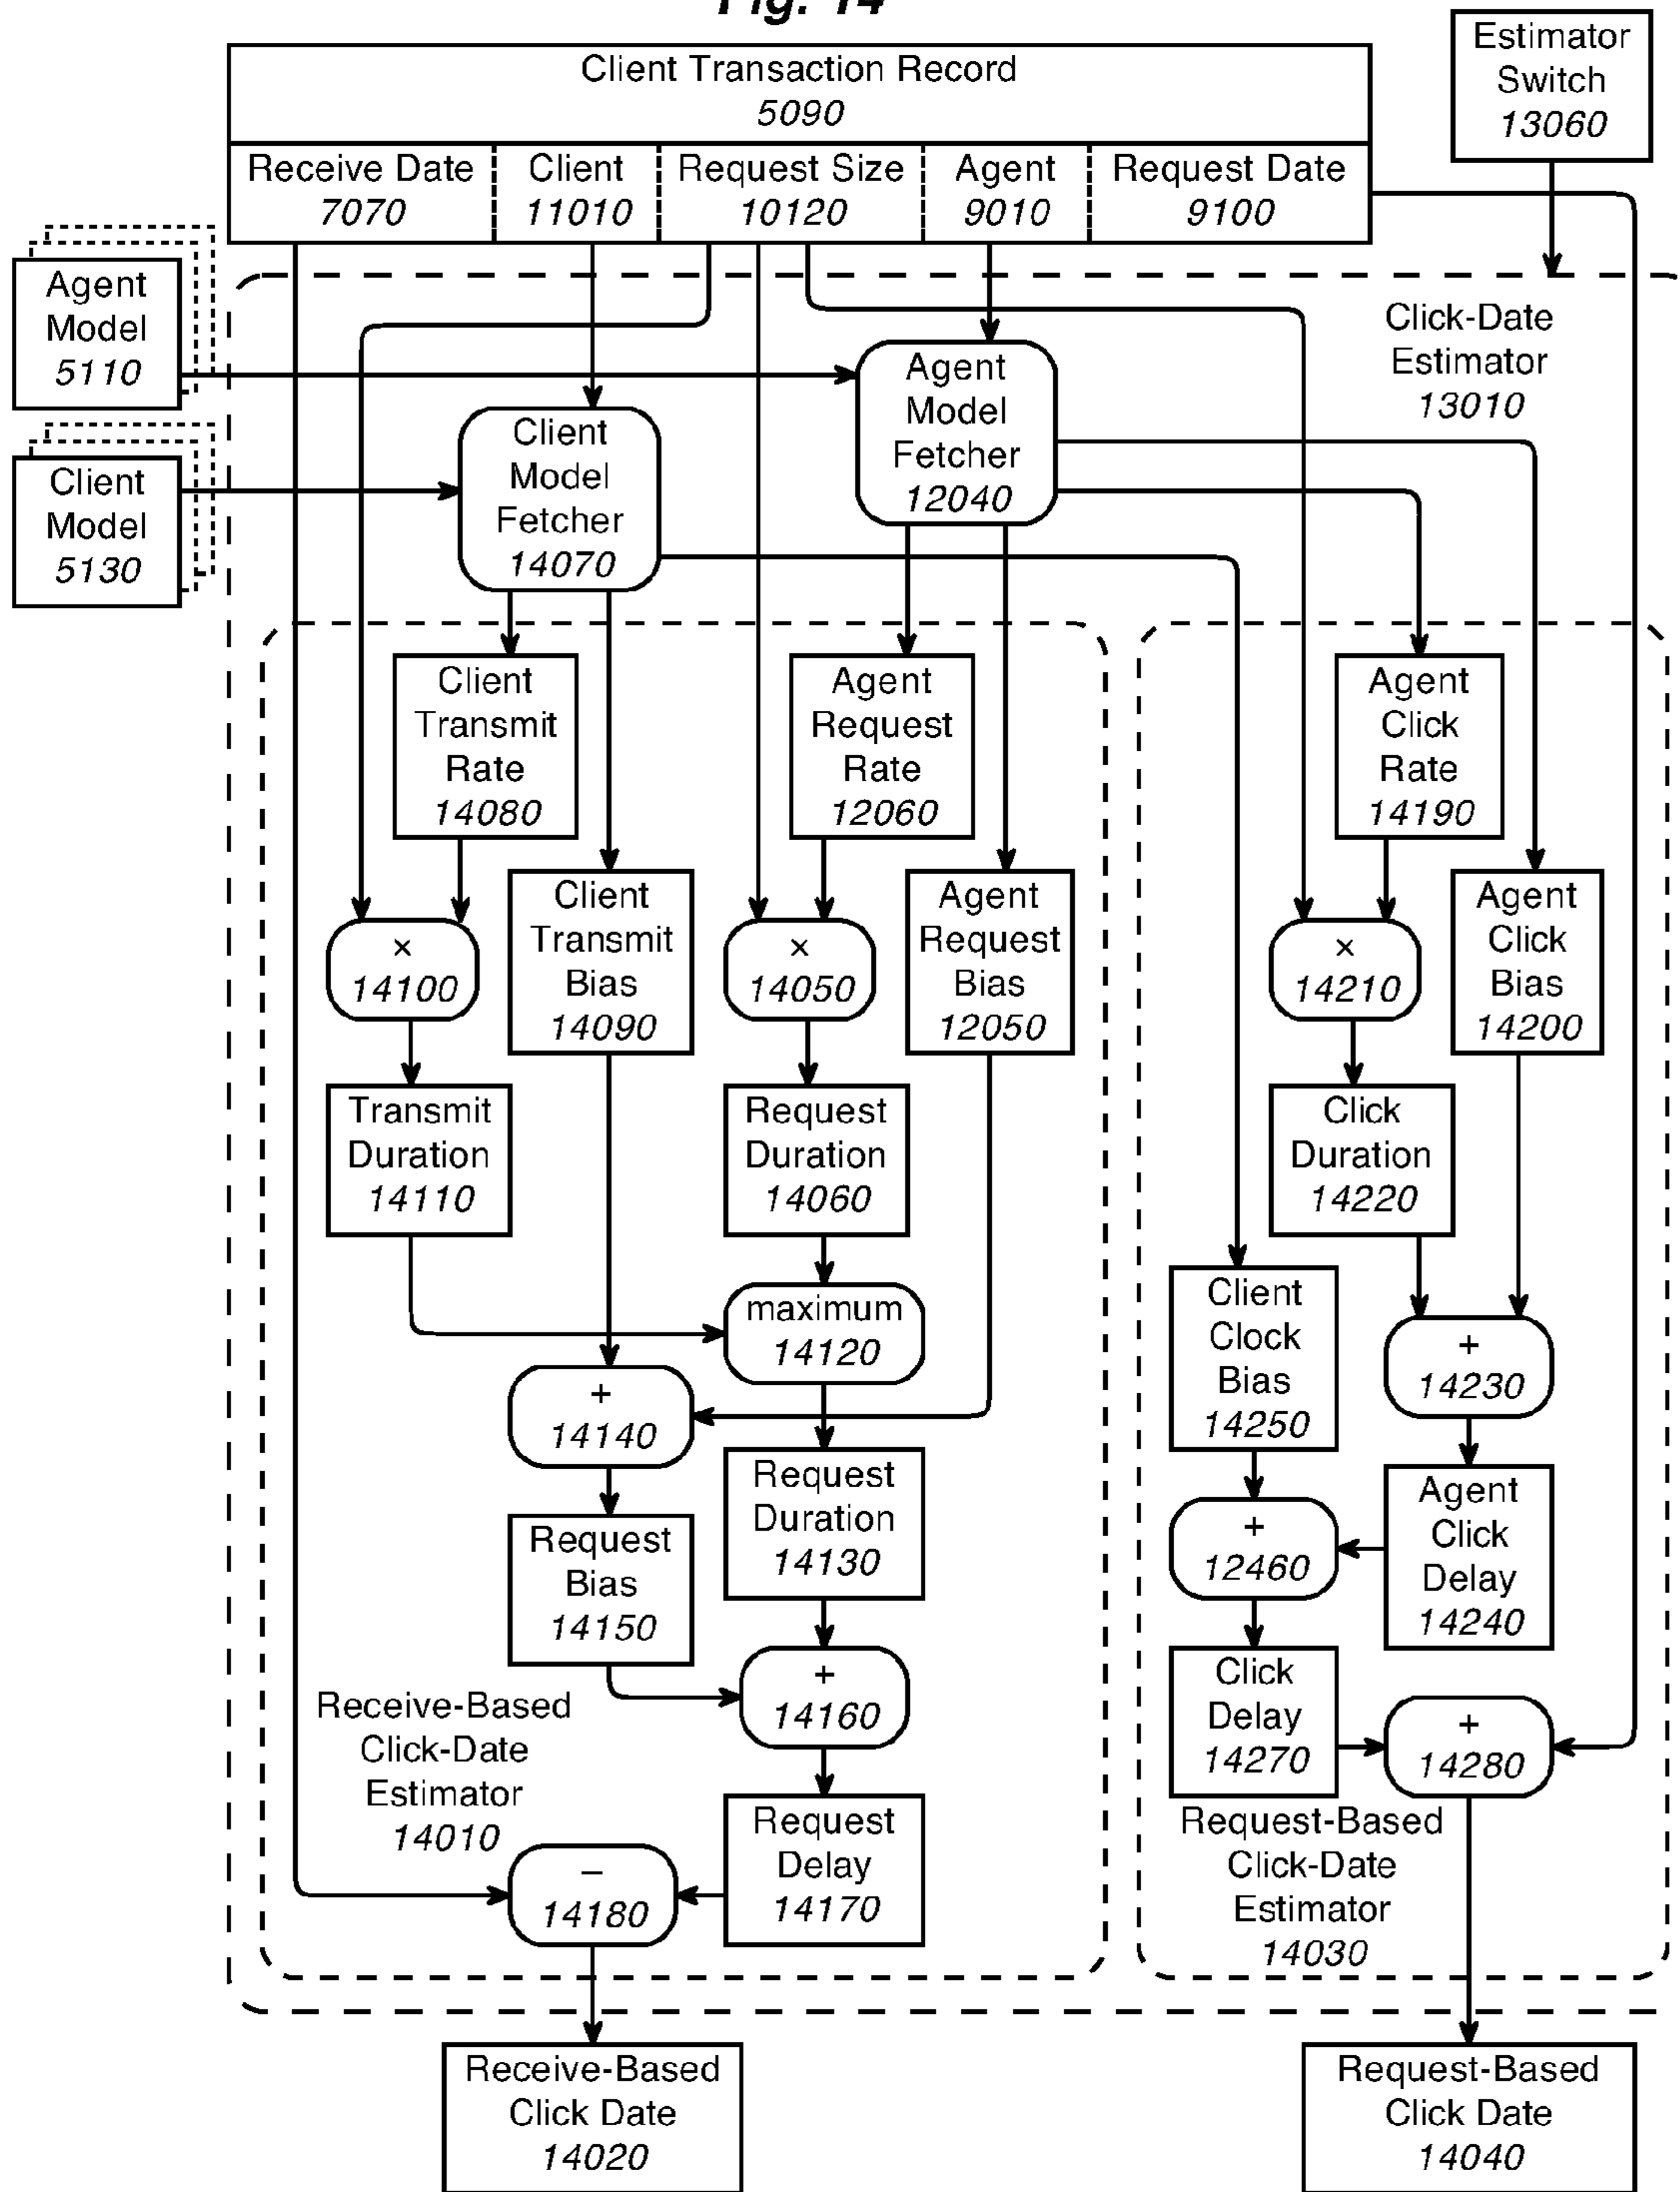 Fig. 14
Estimator
Switch
13060
Client Transaction Record
5090
Receive Date
7070
Client
11010
Request Size
10120
Agent
9010
Request Date
9100
Agent
Model
5110
Client
Model
5130
Click-Date
Estimator
13010
Client
Model
Fetcher
14070
Agent
Model
Fetcher
12040
Client
Transmit
Rate
14080
Agent
Request
Rate
12060
Agent
Click
Rate
14190
×
14100
Client
Transmit
Bias
14090
×
14050
Agent
Request
Bias
12050
×
14210
Agent
Click
Bias
14200
Transmit
Duration
14110
Request
Duration
14060
Click
Duration
14220
maximum
14120
Client
Clock
Bias
14250
+
14230
+
14140
Request
Duration
14130
Agent
Click
Delay
14240
Request
Bias
14150
+
12460
+
14160
Click
Delay
14270
+
14280
Receive-Based
Click-Date
Estimator
14010
Request
Delay
14170
–
14180
Request-Based
Click-Date
Estimator
14030
Receive-Based
Click Date
14020
Request-Based
Click Date
14040